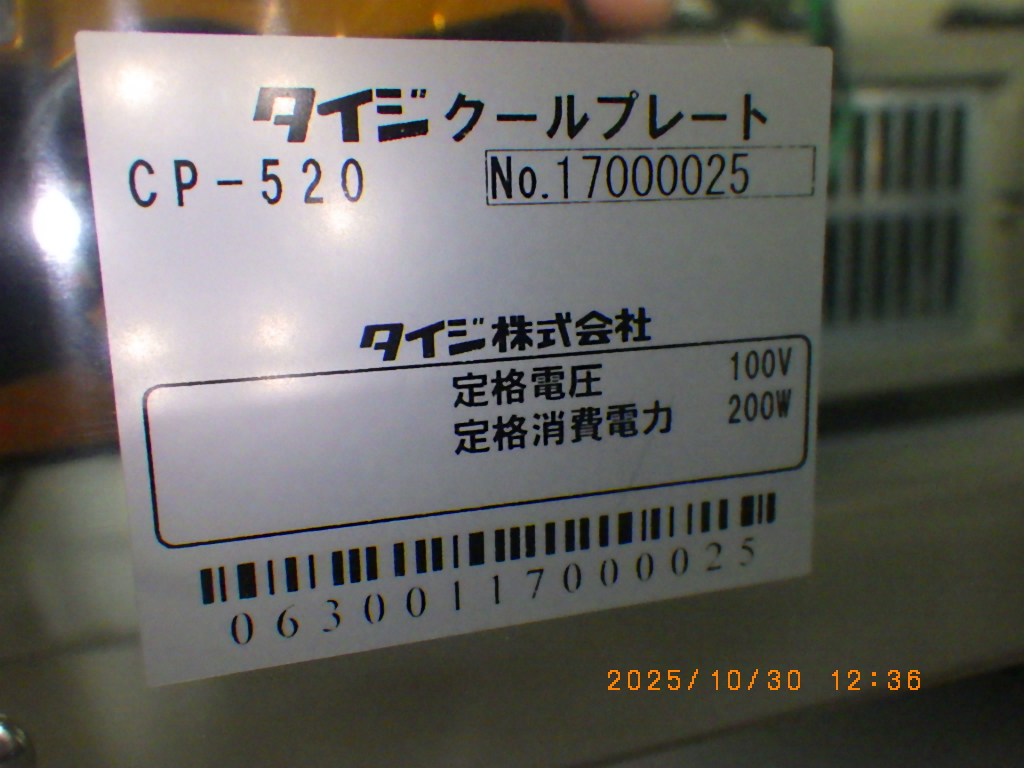 タイジ クールプレート
CP-520
No.17000025
タイジ株式会社
定格電圧 100V
定格消費電力 200W
06300117000025
2025/10/30 12:36